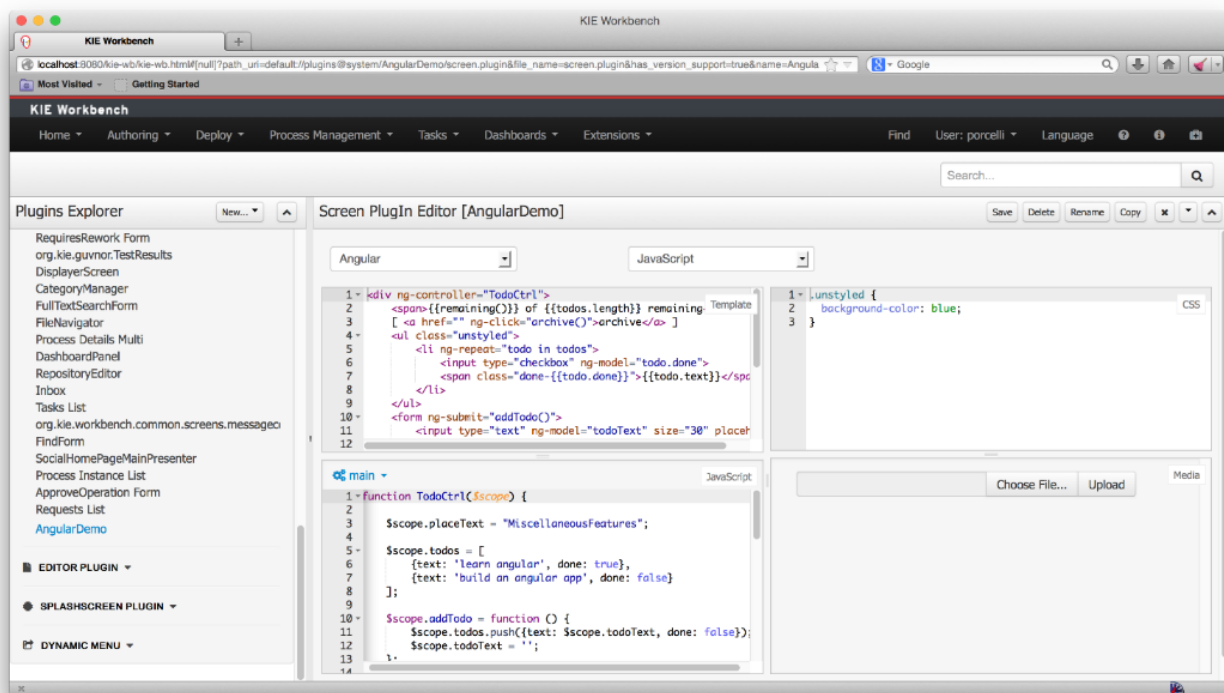 KIE Workbench
KIE Workbench
localhost:8080/kie-wb/kie-wb.html#[null]?path_uri=default://plugins@system/AngularDemo/screen.plugin&file_name=screen.plugin&has_version_support=true&name=Angula
Google
Most Visited
Getting Started
KIE Workbench
Home Authoring Deploy Process Management Tasks Dashboards Extensions Find User: porcelli Language
Search...
Plugins Explorer New...
RequiresRework Form
org.kie.guvnor.TestResults
DisplayerScreen
CategoryManager
FullTextSearchForm
FileNavigator
Process Details Multi
DashboardPanel
RepositoryEditor
Inbox
Tasks List
org.kie.workbench.common.screens.messagec
FindForm
SocialHomePageMainPresenter
Process Instance List
ApproveOperation Form
Requests List
AngularDemo
EDITOR PLUGIN
SPLASHSCREEN PLUGIN
DYNAMIC MENU
Screen PlugIn Editor [AngularDemo] Save Delete Rename Copy
Angular JavaScript
Template
1 <div ng-controller="TodoCtrl">
2 <span>{{remaining()}} of {{todos.length}} remaining
3 [ <a href="" ng-click="archive()">archive</a> ]
4 <ul class="unstyled">
5 <li ng-repeat="todo in todos">
6 <input type="checkbox" ng-model="todo.done">
7 <span class="done-{{todo.done}}">{{todo.text}}</spa
8 </li>
9 </ul>
10 <form ng-submit="addTodo()">
11 <input type="text" ng-model="todoText" size="30" placeh
12
CSS
1 .unstyled {
2 background-color: blue;
3 }
main JavaScript
1 function TodoCtrl($scope) {
2
3 $scope.placeText = "MiscellaneousFeatures";
4
5 $scope.todos = [
6 {text: 'learn angular', done: true},
7 {text: 'build an angular app', done: false}
8 ];
9
10 $scope.addTodo = function () {
11 $scope.todos.push({text: $scope.todoText, done: false});
12 $scope.todoText = '';
13 };
14
Media
Choose File... Upload